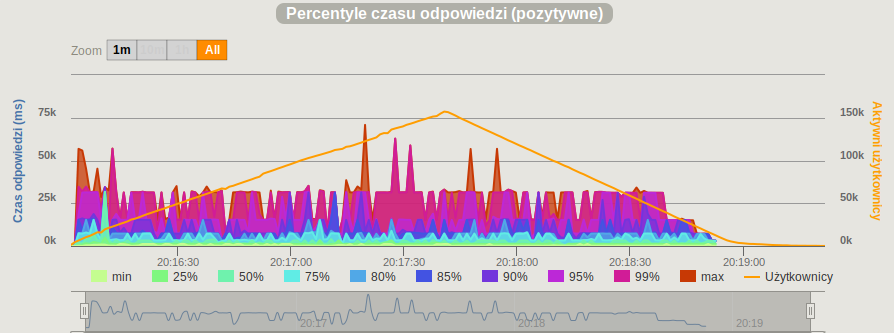 Percentyle czasu odpowiedzi (pozytywne)
Zoom 1m 10m 1h All
Czas odpowiedzi (ms)
75k
50k
25k
0k
150k
100k
50k
0k
Aktywni użytkownicy
20:16:30 20:17:00 20:17:30 20:18:00 20:18:30 20:19:00
min 25% 50% 75% 80% 85% 90% 95% 99% max Użytkownicy
20:17 20:18 20:19